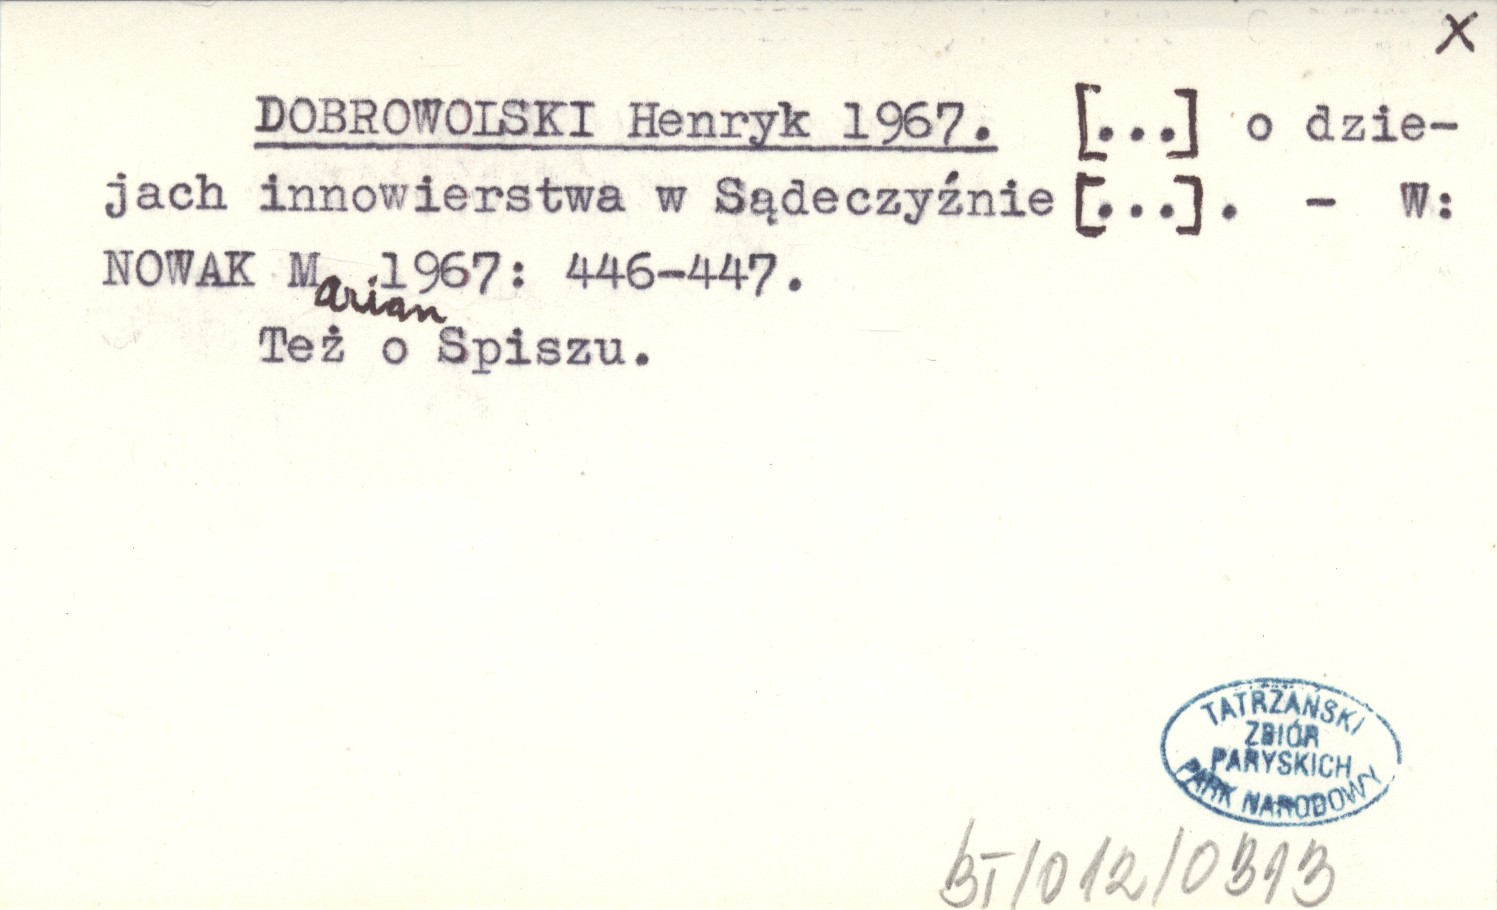 X
DOBROWOLSKI Henryk 1967. [...] o dzie-
jach innowierstwa w Sądeczyźnie [...]. - W:
NOWAK Marian 1967: 446-447.
Też o Spiszu.
TATRZAŃSKI
ZBIÓR
PARYSKICH
PARK NARODOWY
BT/012/0313